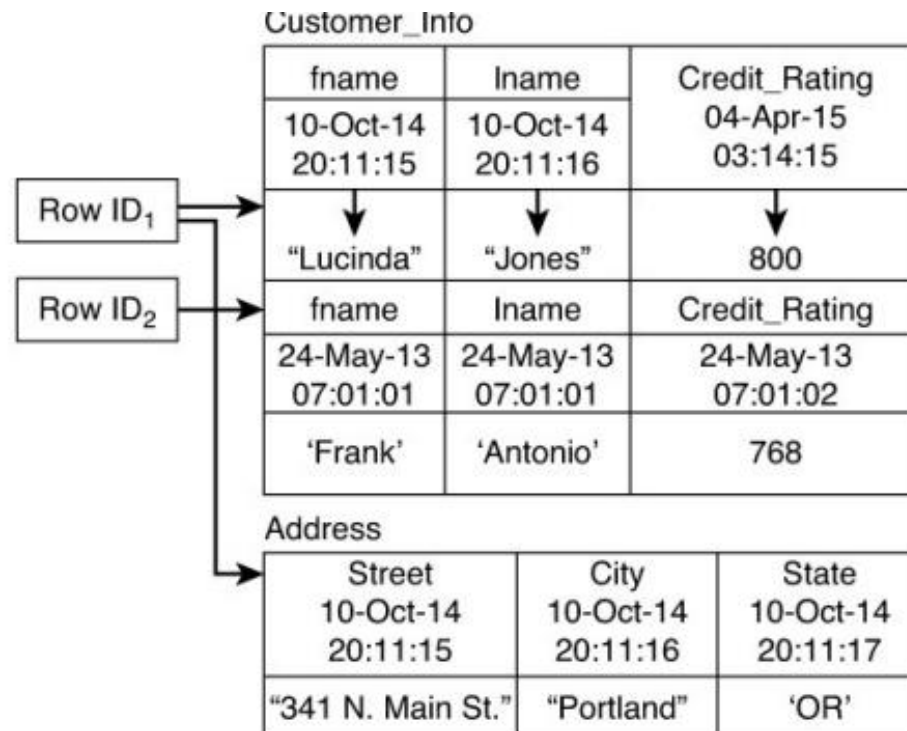 Customer_Info
fname lname Credit_Rating
10-Oct-14 10-Oct-14 04-Apr-15
20:11:15 20:11:16 03:14:15
Row ID1
"Lucinda" "Jones" 800
Row ID2 fname lname Credit_Rating
24-May-13 24-May-13 24-May-13
07:01:01 07:01:01 07:01:02
'Frank' 'Antonio' 768
Address
Street City State
10-Oct-14 10-Oct-14 10-Oct-14
20:11:15 20:11:16 20:11:17
"341 N. Main St." "Portland" 'OR'